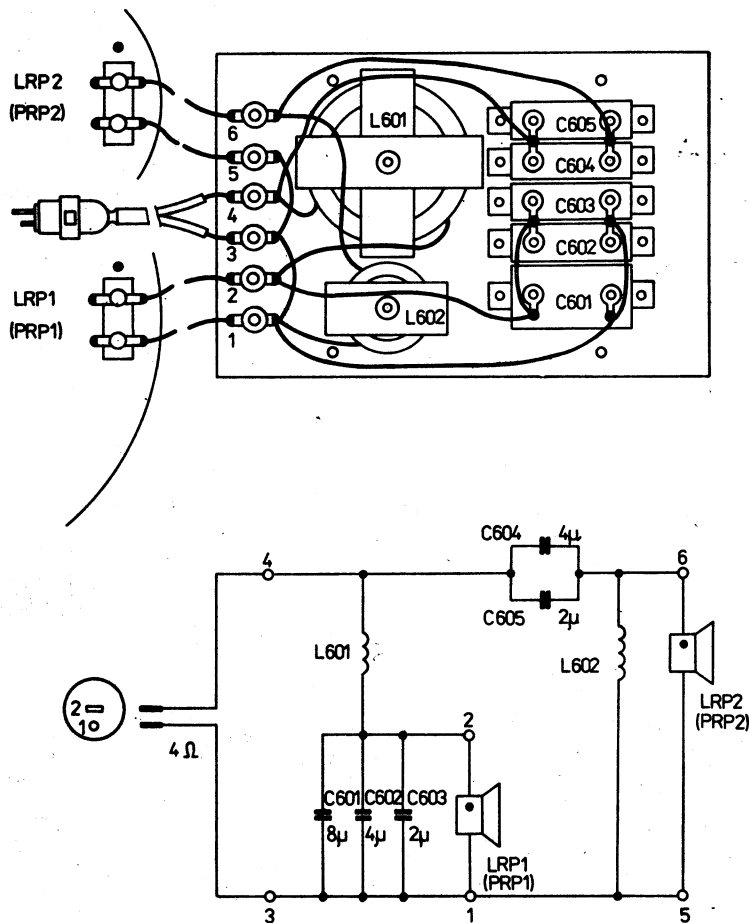 LRP2
(PRP2)
6
L601
C605
5
C604
4
C603
3
C602
LRP1
(PRP1)
2
C601
L602
1
C604 4µ
4
6
C605 2µ
L601
L602
LRP2
(PRP2)
2
1
4Ω
2
C601 C602 C603
8µ 4µ 2µ
LRP1
(PRP1)
3
1
5